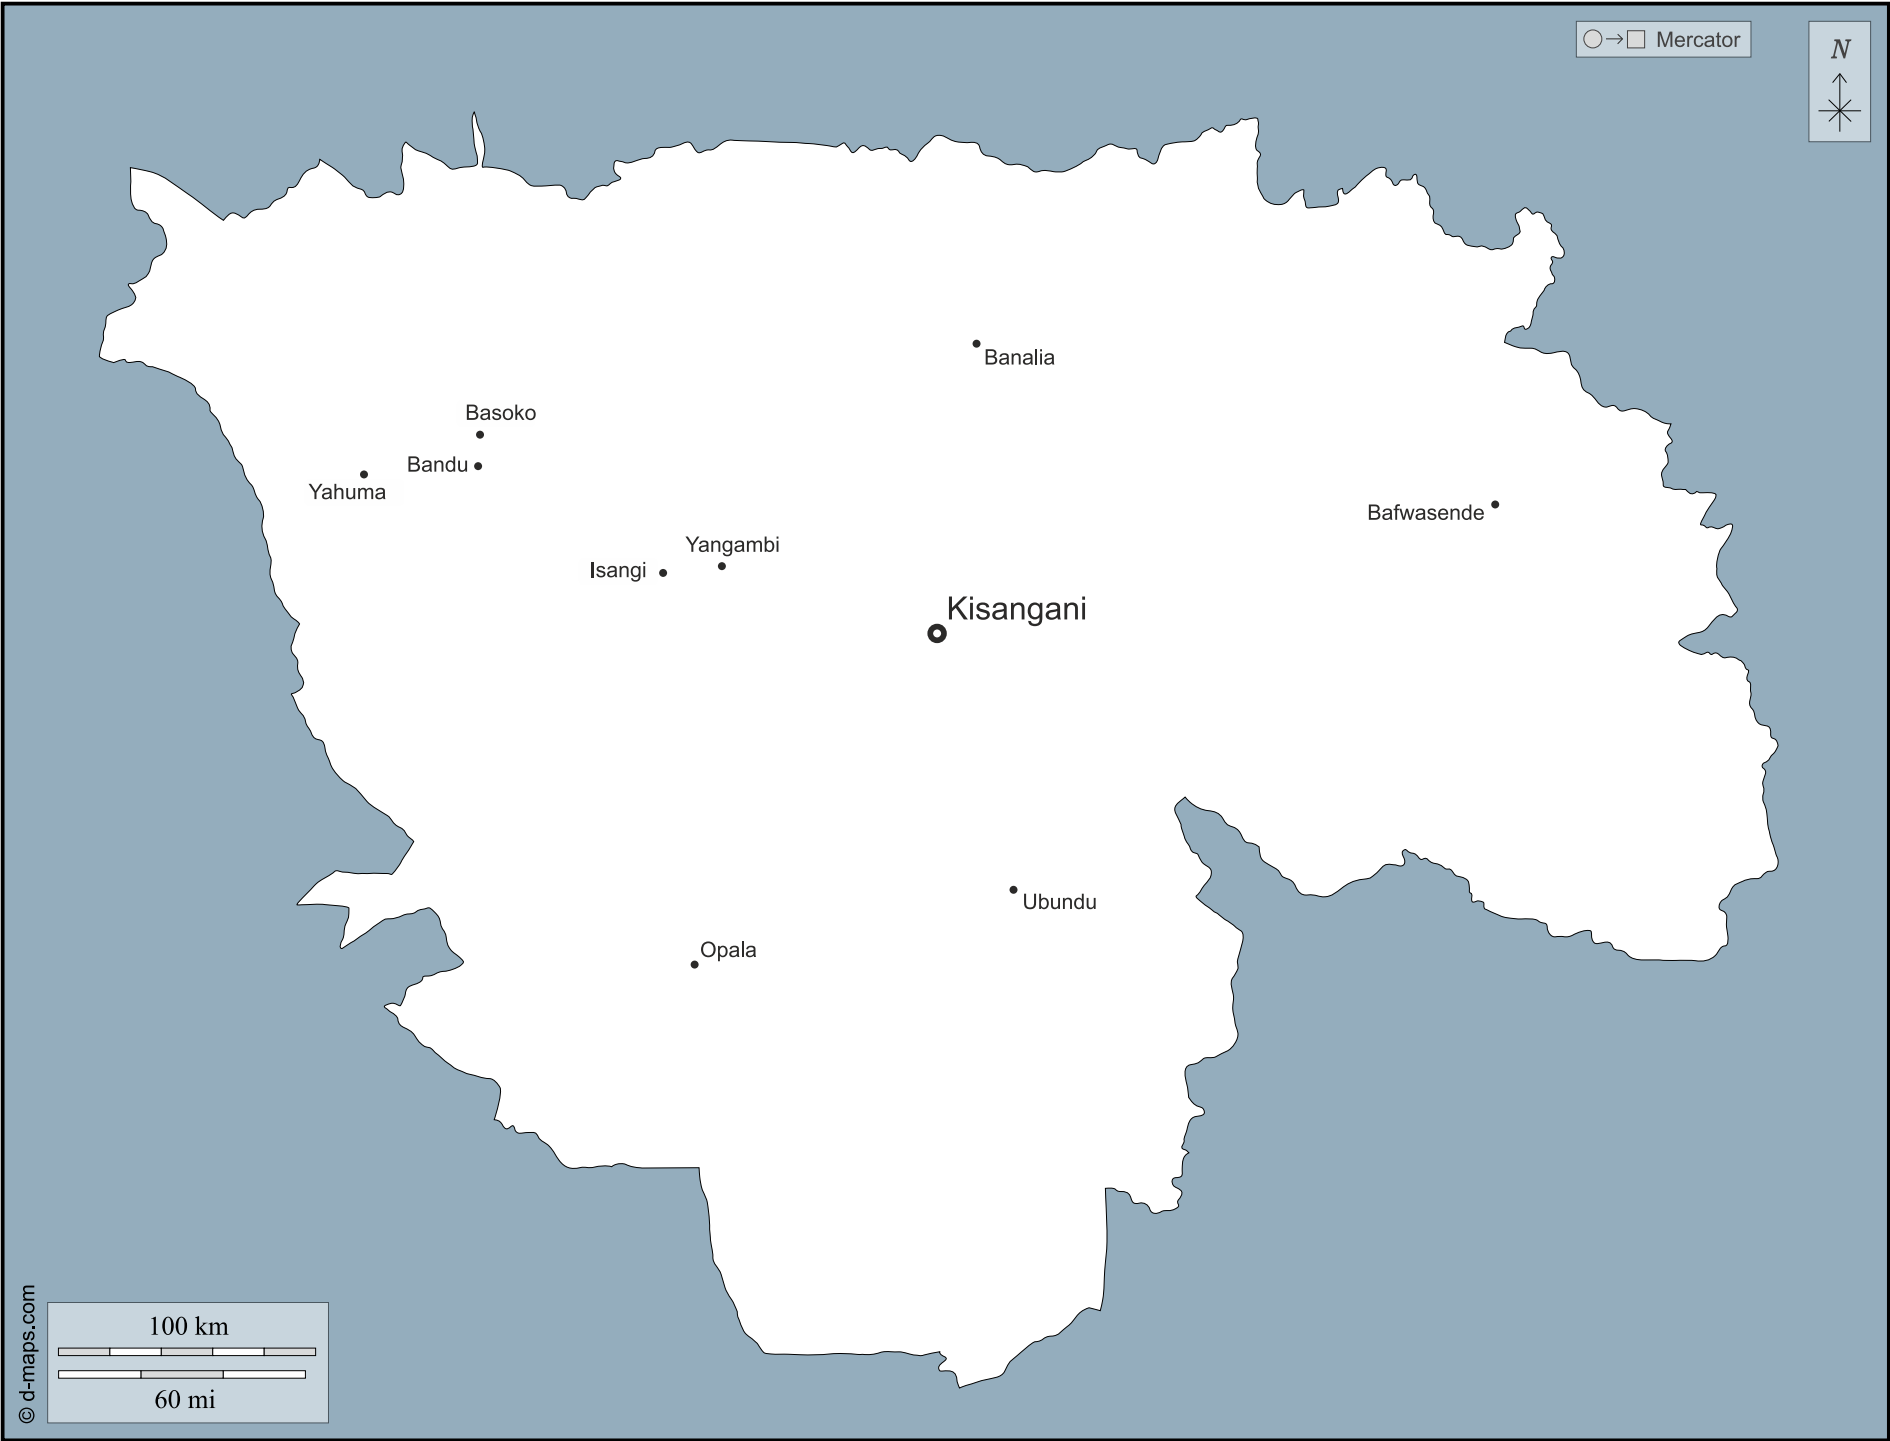 Mercator
N
Banalia
Basoko
Bandu
Yahuma
Bafwasende
Yangambi
Isangi
Kisangani
Ubundu
Opala
100 km
60 mi
© d-maps.com